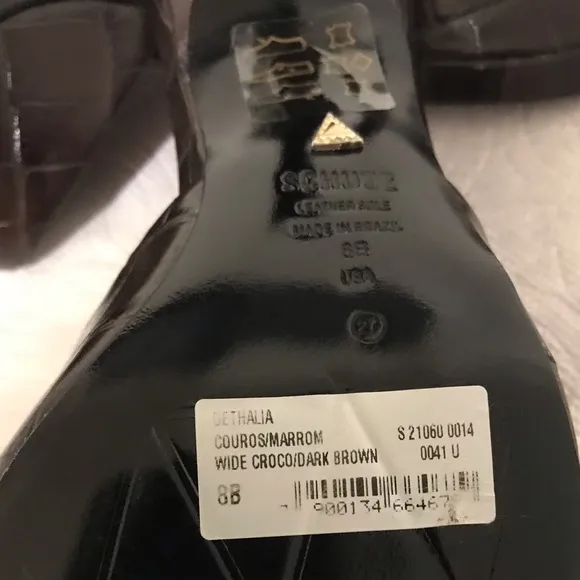 SCHUTZ
LEATHER SOLE
MADE IN BRAZIL
8B
USA
BETHALIA
COUROS/MARROM S 21060 0014
WIDE CROCO/DARK BROWN 0041 U
8B
7 900134 66467